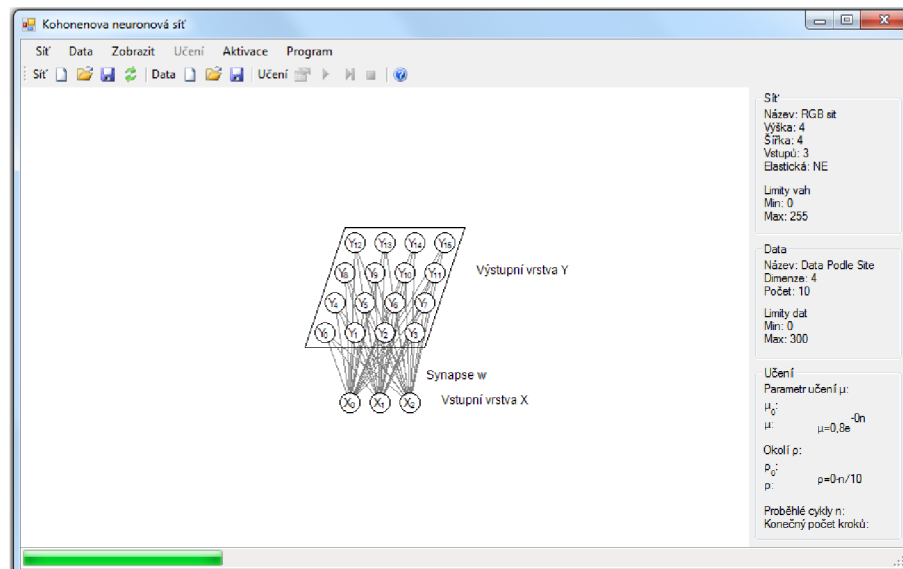 Kohonenova neuronová síť
Síť Data Zobrazit Učení Aktivace Program
Síť Data Učení
Y12 Y13 Y14 Y15
Y8 Y9 Y10 Y11
Y4 Y5 Y6 Y7
Y0 Y1 Y2 Y3
Výstupní vrstva Y
Synapse w
X0 X1 X2
Vstupní vrstva X
Síť
Název: RGB sit
Výška: 4
Šířka: 4
Vstupů: 3
Elastická: NE
Limity vah
Min: 0
Max: 255
Data
Název: Data Podle Site
Dimenze: 4
Počet: 10
Limity dat
Min: 0
Max: 300
Učení
Parametr učení μ:
μ0:
μ: μ=0,8e-0n
Okolí ρ:
ρ0:
ρ: ρ=0-n/10
Proběhlé cykly n:
Konečný počet kroků: